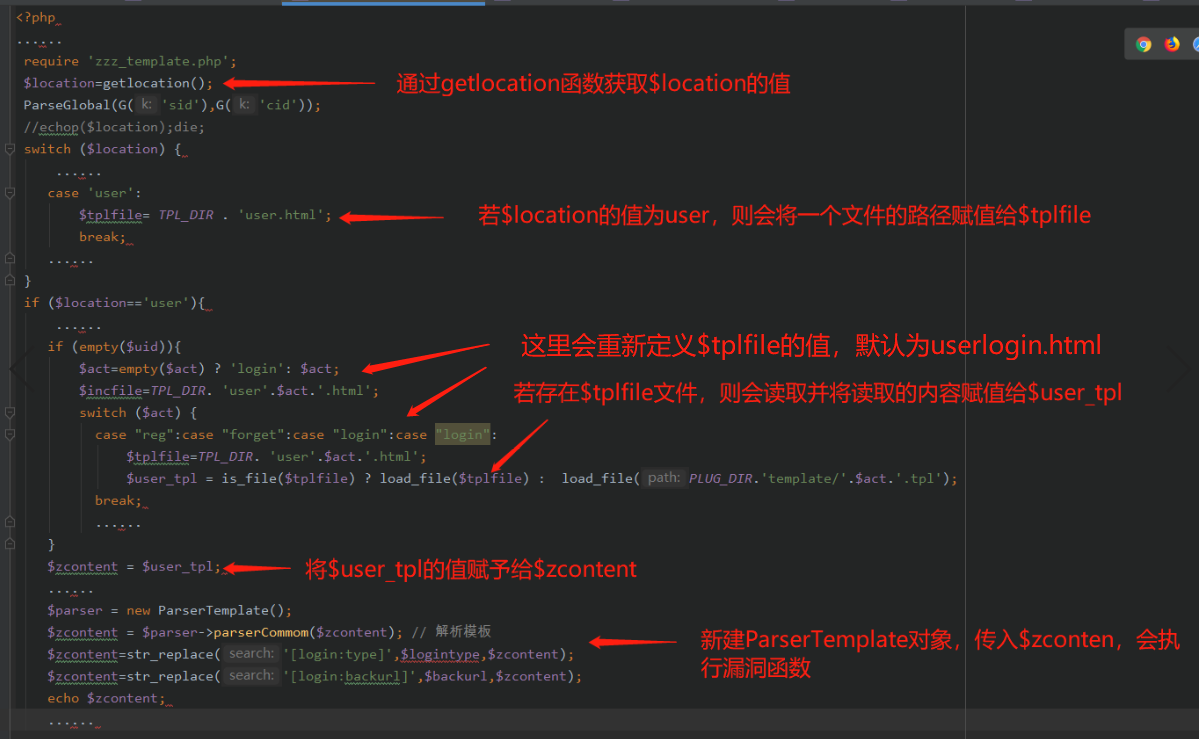 <?php
......
require 'zzz_template.php';
$location=getlocation(); 通过getlocation函数获取$location的值
ParseGlobal(G( k: 'sid'),G( k: 'cid'));
//echop($location);die;
switch ($location) {
......
case 'user':
$tplfile= TPL_DIR . 'user.html'; 若$location的值为user，则会将一个文件的路径赋值给$tplfile
break;
......
}
if ($location=='user'){
......
if (empty($uid)){ 这里会重新定义$tplfile的值，默认为userlogin.html
$act=empty($act) ? 'login': $act;
$incfile=TPL_DIR. 'user'.$act.'.html'; 若存在$tplfile文件，则会读取并将读取的内容赋值给$user_tpl
switch ($act) {
case "reg":case "forget":case "login":case "login":
$tplfile=TPL_DIR. 'user'.$act.'.html';
$user_tpl = is_file($tplfile) ? load_file($tplfile) : load_file( path: PLUG_DIR.'template/'.$act.'.tpl');
break;
......
}
$zcontent = $user_tpl; 将$user_tpl的值赋予给$zcontent
......
$parser = new ParserTemplate();
$zcontent = $parser->parserCommom($zcontent); // 解析模板
新建ParserTemplate对象，传入$zconten，会执
行漏洞函数
$zcontent=str_replace( search: '[login:type]',$logintype,$zcontent);
$zcontent=str_replace( search: '[login:backurl]',$backurl,$zcontent);
echo $zcontent;
......